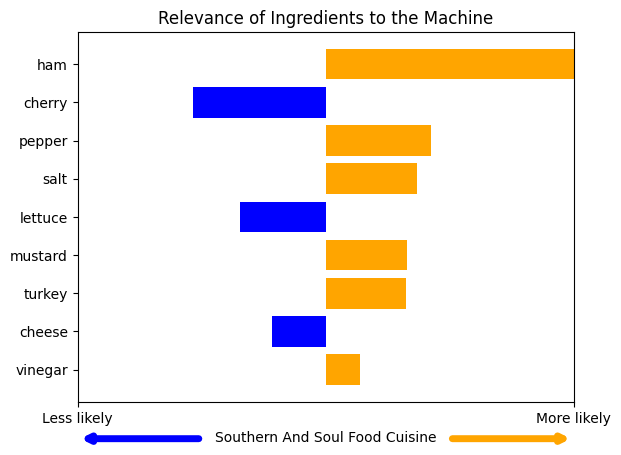 Relevance of Ingredients to the Machine
ham
cherry
pepper
salt
lettuce
mustard
turkey
cheese
vinegar
Less likely More likely
Southern And Soul Food Cuisine